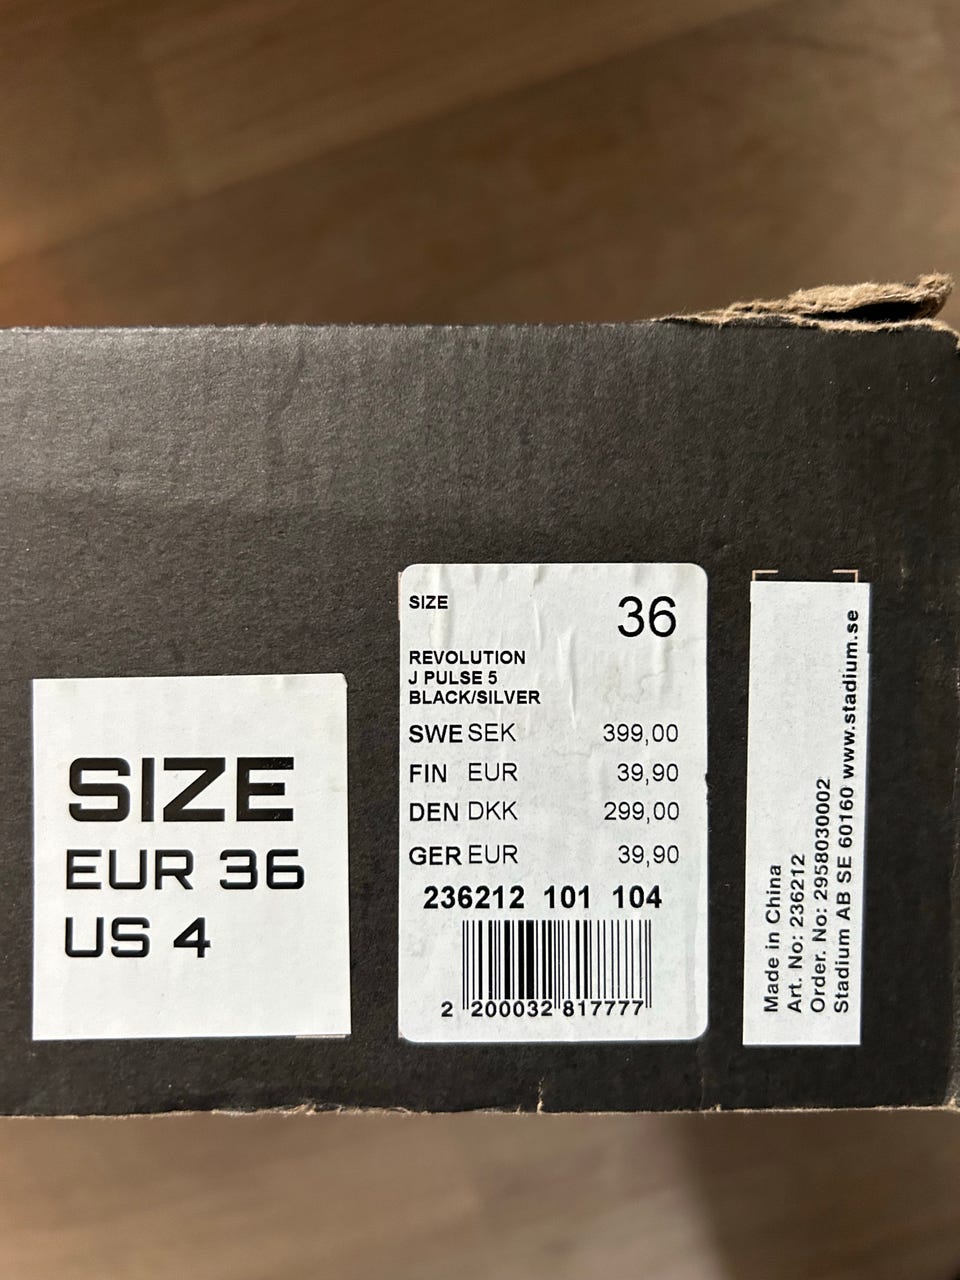 SIZE
EUR 36
US 4
SIZE 36
REVOLUTION
J PULSE 5
BLACK/SILVER
SWE SEK 399,00
FIN EUR 39,90
DEN DKK 299,00
GER EUR 39,90
236212 101 104
2 200032 817777
Made in China
Art. No: 236212
Order. No: 2958030002
Stadium AB SE 60160 www.stadium.se